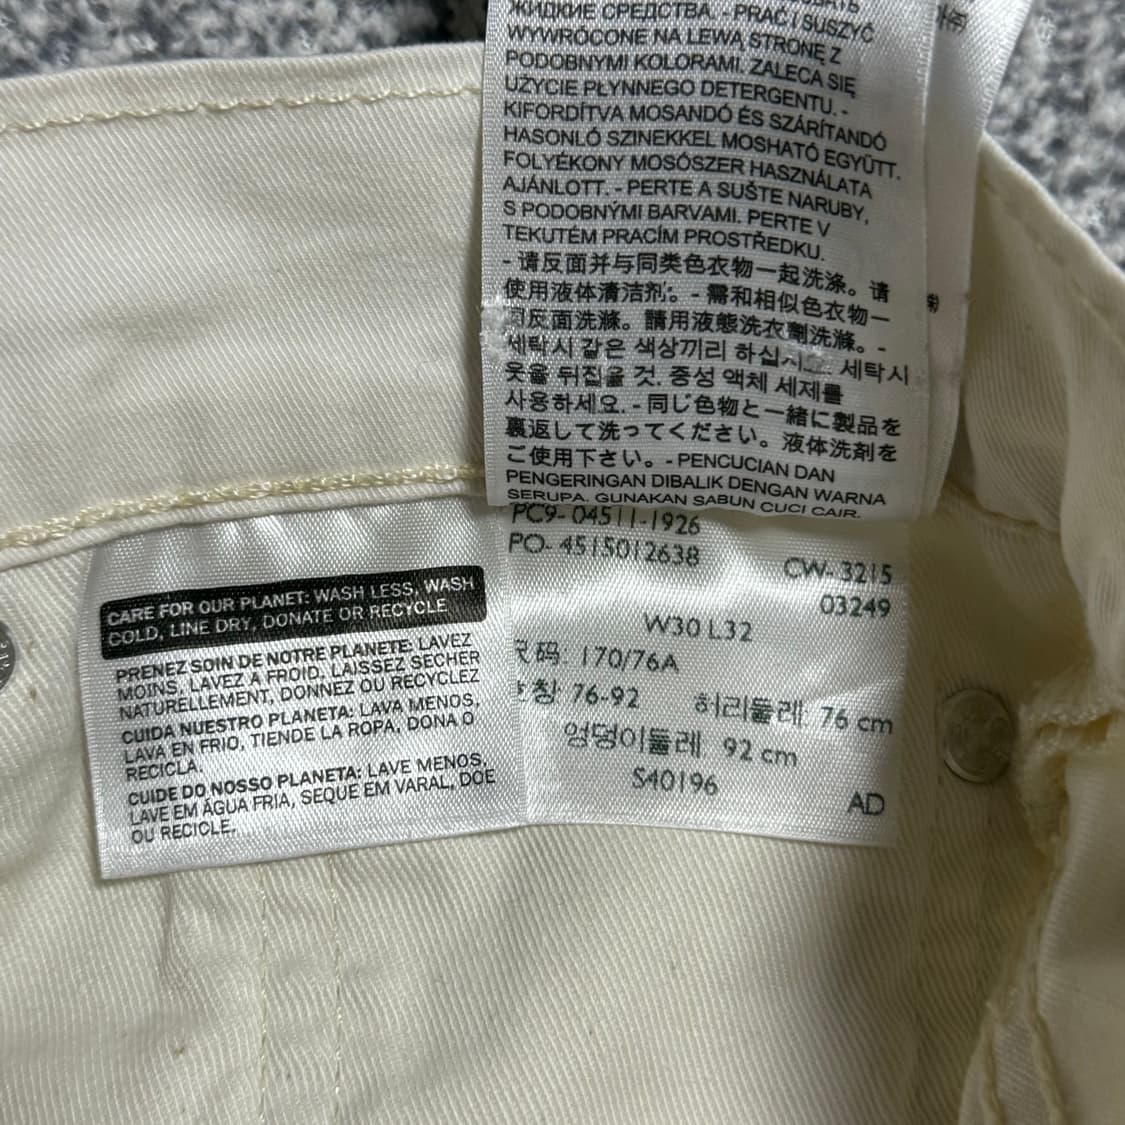 ЖИДКИЕ СРЕДСТВА. - PRAĆ I SUSZYĆ
WYWRÓCONE NA LEWĄ STRONĘ Z
PODOBNYMI KOLORAMI. ZALECA SIĘ
UŻYCIE PŁYNNEGO DETERGENTU. -
KIFORDÍTVA MOSANDÓ ÉS SZÁRÍTANDÓ
HASONLÓ SZINEKKEL MOSHATÓ EGYÜTT.
FOLYÉKONY MOSÓSZER HASZNÁLATA
AJÁNLOTT. - PERTE A SUŠTE NARUBY,
S PODOBNÝMI BARVAMI. PERTE V
TEKUTÉM PRACÍM PROSTŘEDKU.
- 请反面并与同类色衣物一起洗涤。请
使用液体清洁剂。- 需和相似色衣物一
同反面洗滌。請用液態洗衣劑洗滌。-
세탁시 같은 색상끼리 하십시오. 세탁시
옷을 뒤집을 것. 중성 액체 세제를
사용하세요. - 同じ色物と一緒に製品を
裏返して洗ってください。液体洗剤を
ご使用下さい。- PENCUCIAN DAN
PENGERINGAN DIBALIK DENGAN WARNA
SERUPA. GUNAKAN SABUN CUCI CAIR.
CARE FOR OUR PLANET: WASH LESS, WASH
COLD, LINE DRY, DONATE OR RECYCLE
PRENEZ SOIN DE NOTRE PLANETE: LAVEZ
MOINS, LAVEZ A FROID, LAISSEZ SECHER
NATURELLEMENT, DONNEZ OU RECYCLEZ
CUIDA NUESTRO PLANETA: LAVA MENOS,
LAVA EN FRIO, TIENDE LA ROPA, DONA O
RECICLA.
CUIDE DO NOSSO PLANETA: LAVE MENOS,
LAVE EM ÁGUA FRIA, SEQUE EM VARAL, DOE
OU RECICLE.
PC9- 04511-1926
PO- 4515012638
CW- 3215
03249
W30 L32
尺码: 170/76A
호칭 76-92 허리둘레 76 cm
엉덩이둘레 92 cm
S40196
AD